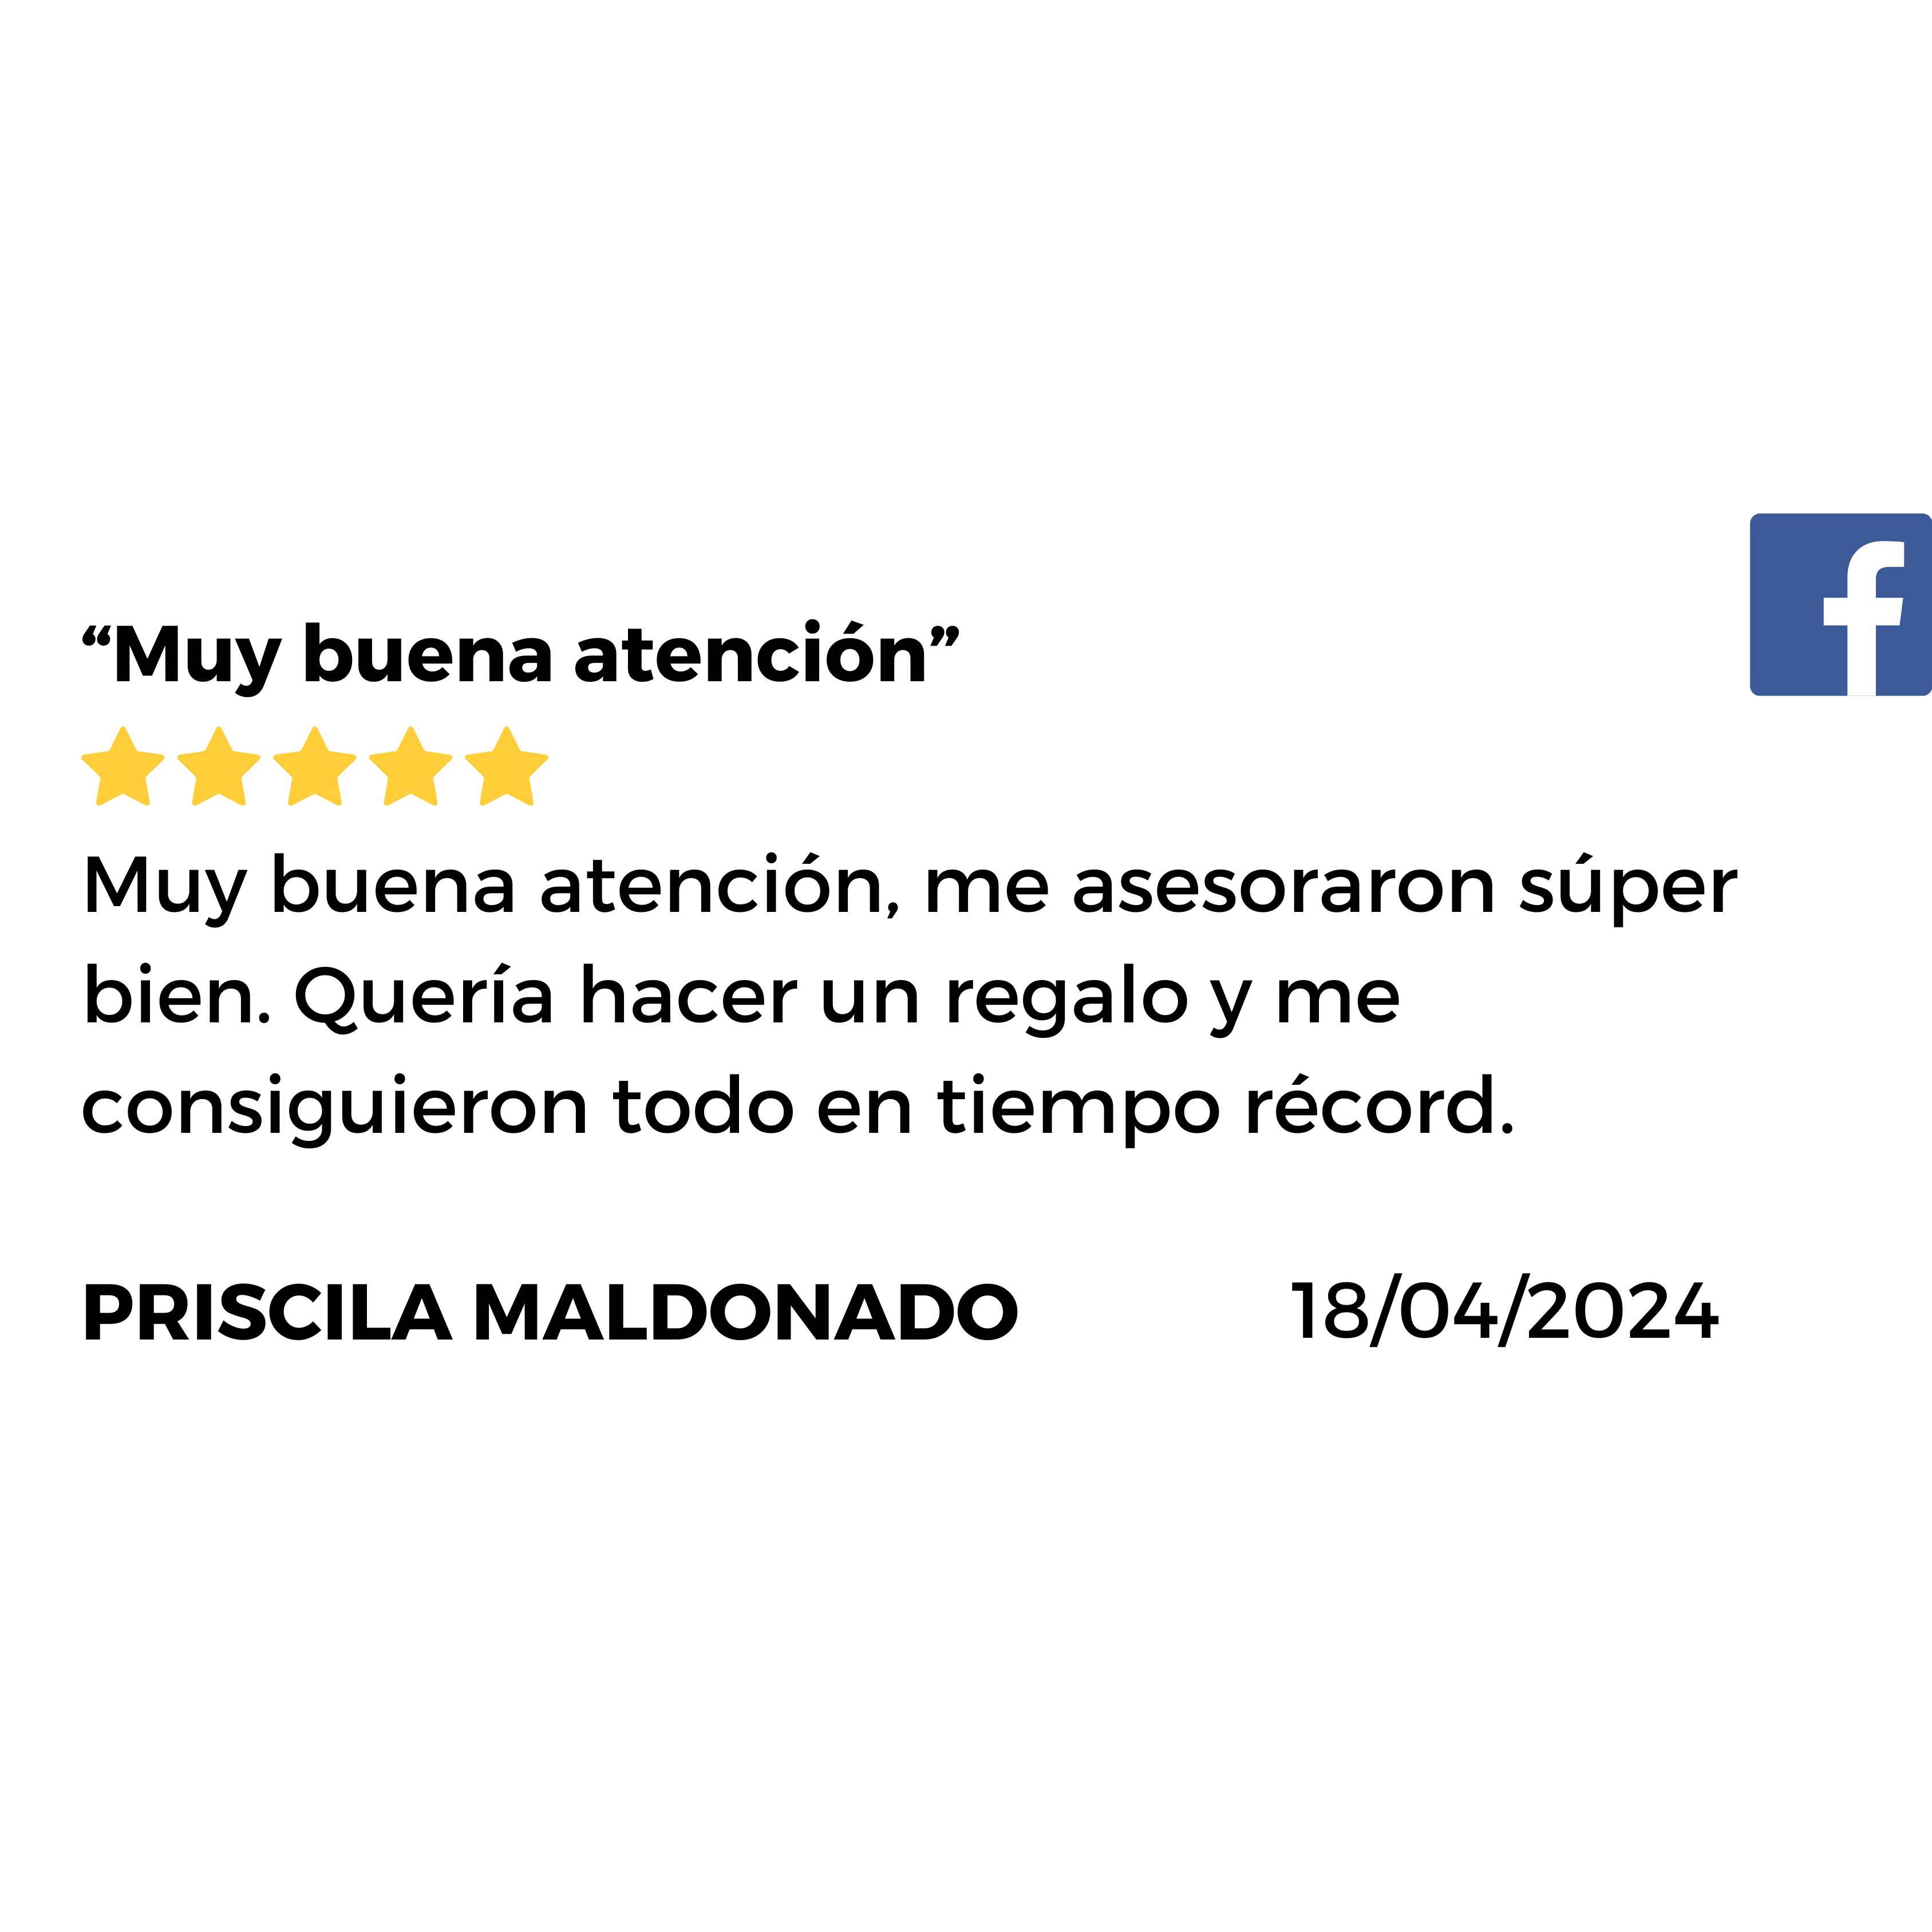 “Muy buena atención”
Muy buena atención, me asesoraron súper
bien. Quería hacer un regalo y me
consiguieron todo en tiempo récord.
PRISCILA MALDONADO
18/04/2024